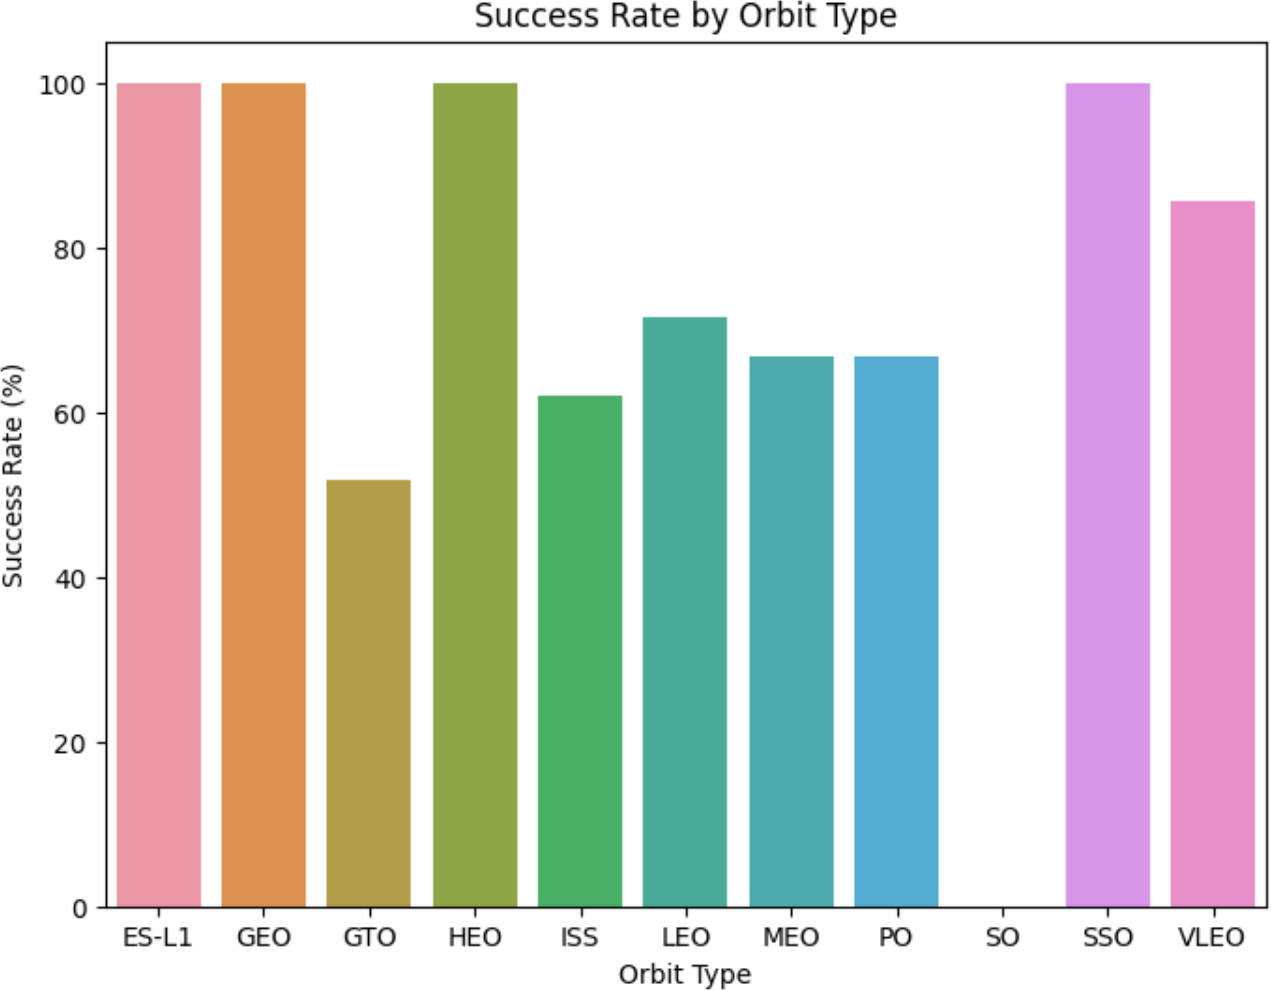 Success Rate by Orbit Type
100
80
60
40
20
0
Success Rate (%)
ES-L1 GEO GTO HEO ISS LEO MEO PO SO SSO VLEO
Orbit Type